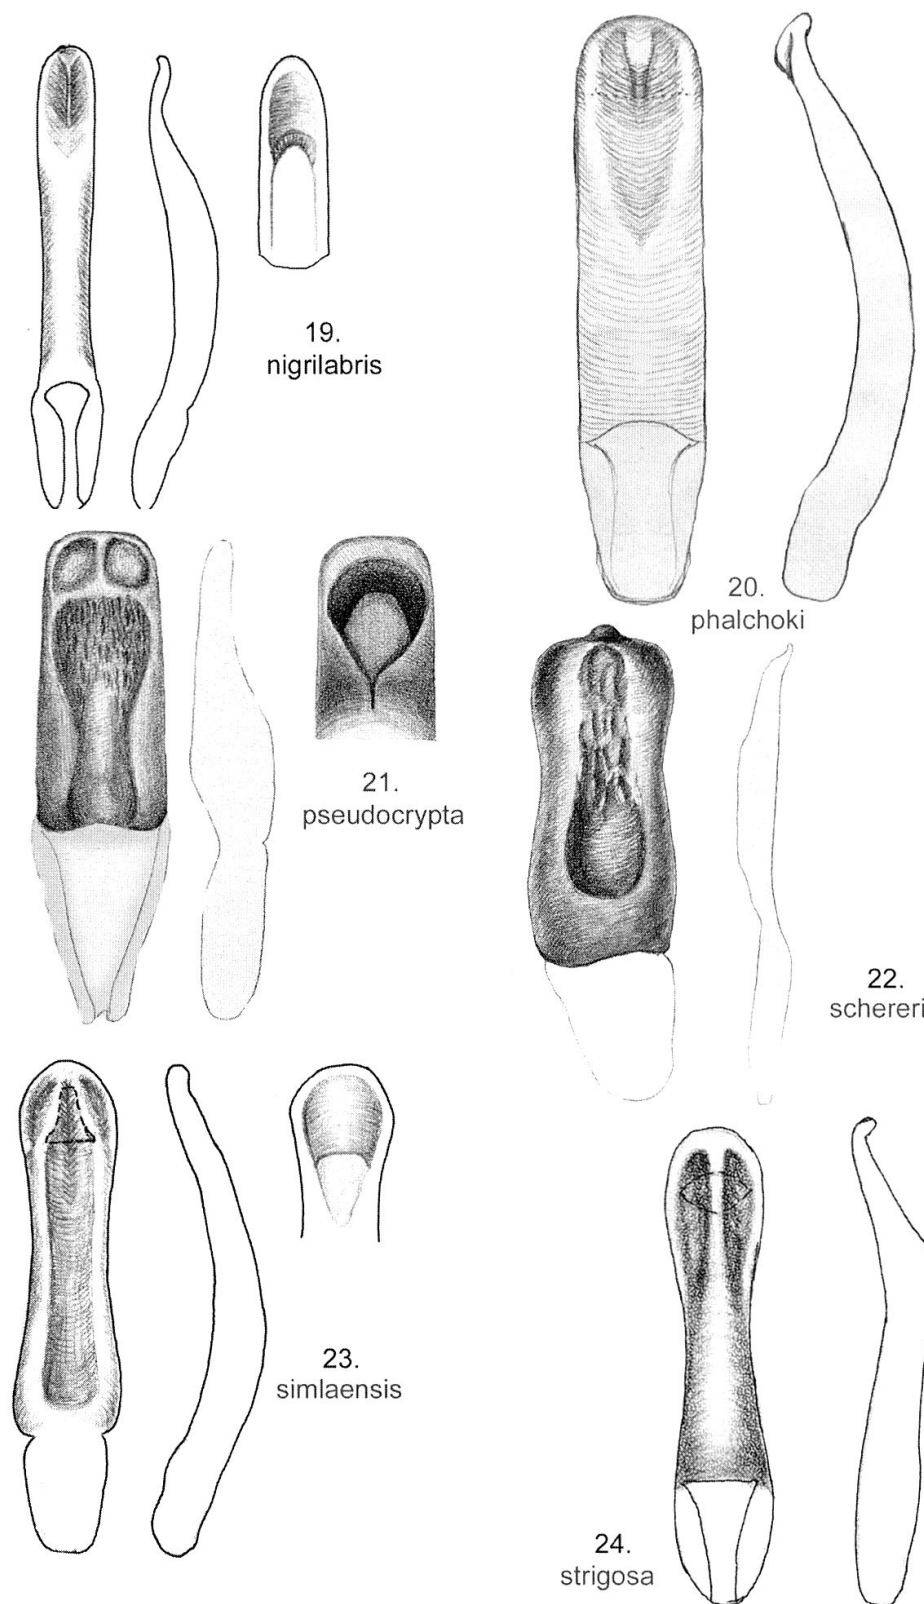 19.
nigrilabris
20.
phalchoki
21.
pseudocrypta
22.
schereri
23.
simlaensis
24.
strigosa